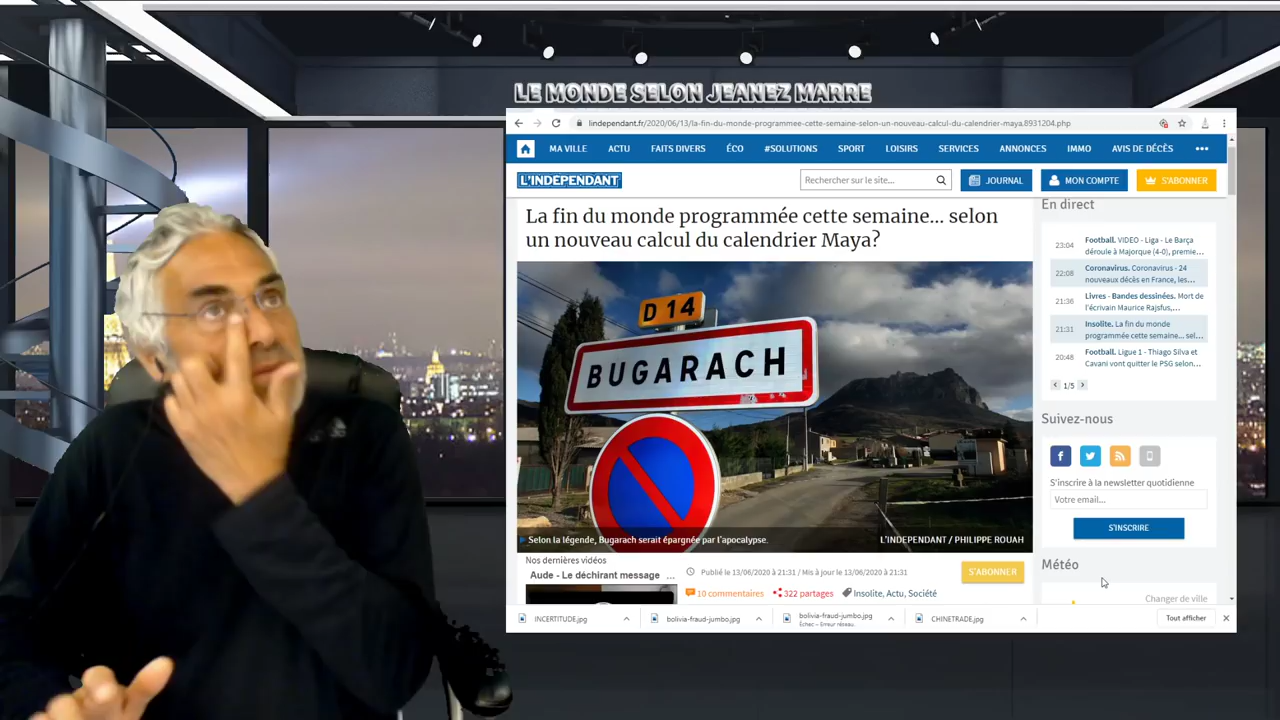 LE MONDE SELON JEANEZ MARRE
lindependant.fr/2020/06/13/la-fin-du-monde-programmee-cette-semaine-selon-un-nouveau-calcul-du-calendrier-maya,8931204.php
MA VILLE ACTU FAITS DIVERS ÉCO #SOLUTIONS SPORT LOISIRS SERVICES ANNONCES IMMO AVIS DE DÉCÈS
L'INDEPENDANT Rechercher sur le site... JOURNAL MON COMPTE S'ABONNER
La fin du monde programmée cette semaine... selon
un nouveau calcul du calendrier Maya?
D 14
BUGARACH
Selon la légende, Bugarach serait épargnée par l'apocalypse. L'INDEPENDANT / PHILIPPE ROUAH
Nos dernières vidéos
Aude - Le déchirant message ...
Publié le 13/06/2020 à 21:31 / Mis à jour le 13/06/2020 à 21:31 S'ABONNER
10 commentaires 322 partages Insolite, Actu, Société
En direct
23:04 Football. VIDEO - Liga - Le Barça
déroule à Majorque (4-0), premie...
22:08 Coronavirus. Coronavirus - 24
nouveaux décès en France, les...
21:36 Livres - Bandes dessinées. Mort de
l'écrivain Maurice Rajsfus,...
21:31 Insolite. La fin du monde
programmée cette semaine... sel...
20:48 Football. Ligue 1 - Thiago Silva et
Cavani vont quitter le PSG selon...
1/5
Suivez-nous
S'inscrire à la newsletter quotidienne
Votre email...
S'INSCRIRE
Météo
Changer de ville
INCERTITUDE.jpg bolivia-fraud-jumbo.jpg bolivia-fraud-jumbo.jpg CHINETRADE.jpg Tout afficher
Échec – Erreur réseau